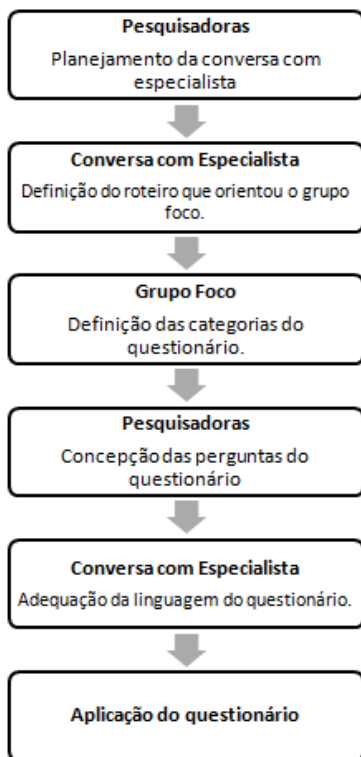 Pesquisadoras
Planejamento da conversa com
especialista
Conversa com Especialista
Definição do roteiro que orientou o grupo
foco.
Grupo Foco
Definição das categorias do
questionário.
Pesquisadoras
Concepção das perguntas do
questionário
Conversa com Especialista
Adequação da linguagem do questionário.
Aplicação do questionário